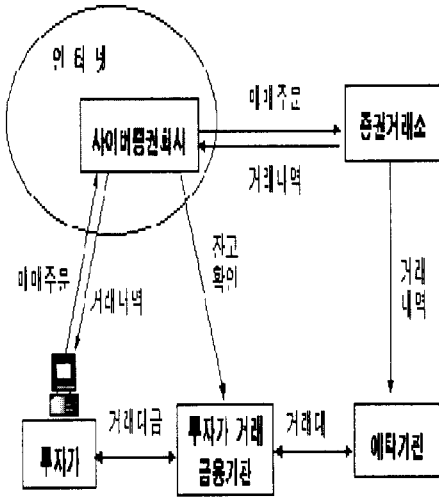 인 터 넷
매매주문
사이버증권회사
증권거래소
거래내역
잔고
확인
거래
내역
매매주문
거래내역
거래대금
투자가 거래
금융기관
거래대
예탁기관
투자가